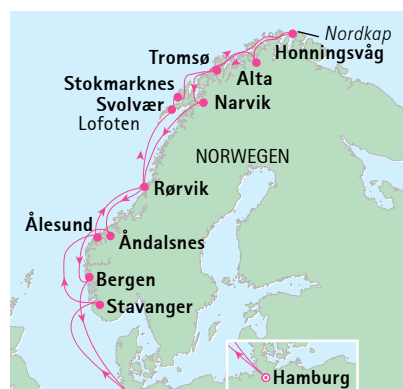 Nordkap
Honningsvåg
Tromsø
Alta
Stokmarknes
Svolvær
Narvik
Lofoten
NORWEGEN
Rørvik
Ålesund
Åndalsnes
Bergen
Stavanger
Hamburg